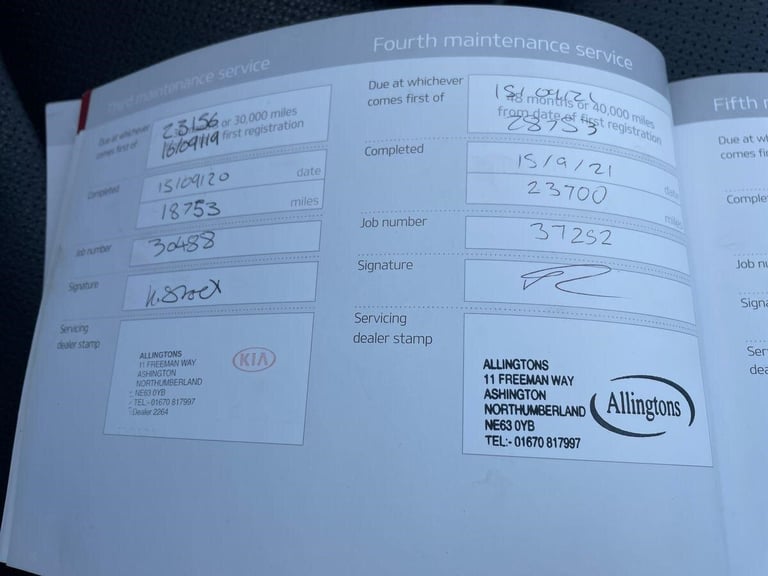 Third maintenance service
Due at whichever
comes first of
23156
or 30,000 miles
16/09/19
first registration
Completed
15/09/20
date
18753
miles
Job number
30488
Signature
Servicing
dealer stamp
ALLINGTONS
11 FREEMAN WAY
ASHINGTON
NORTHUMBERLAND
NE63 0YB
TEL:- 01670 817997
Dealer 2264
KIA
Fourth maintenance service
Due at whichever
comes first of
48 months or 40,000 miles
from date of first registration
28753
Completed
15/9/21
date
23700
miles
Job number
37252
Signature
Servicing
dealer stamp
ALLINGTONS
11 FREEMAN WAY
ASHINGTON
NORTHUMBERLAND
NE63 0YB
TEL:- 01670 817997
Allingtons
Fifth
Due at
comes
Job